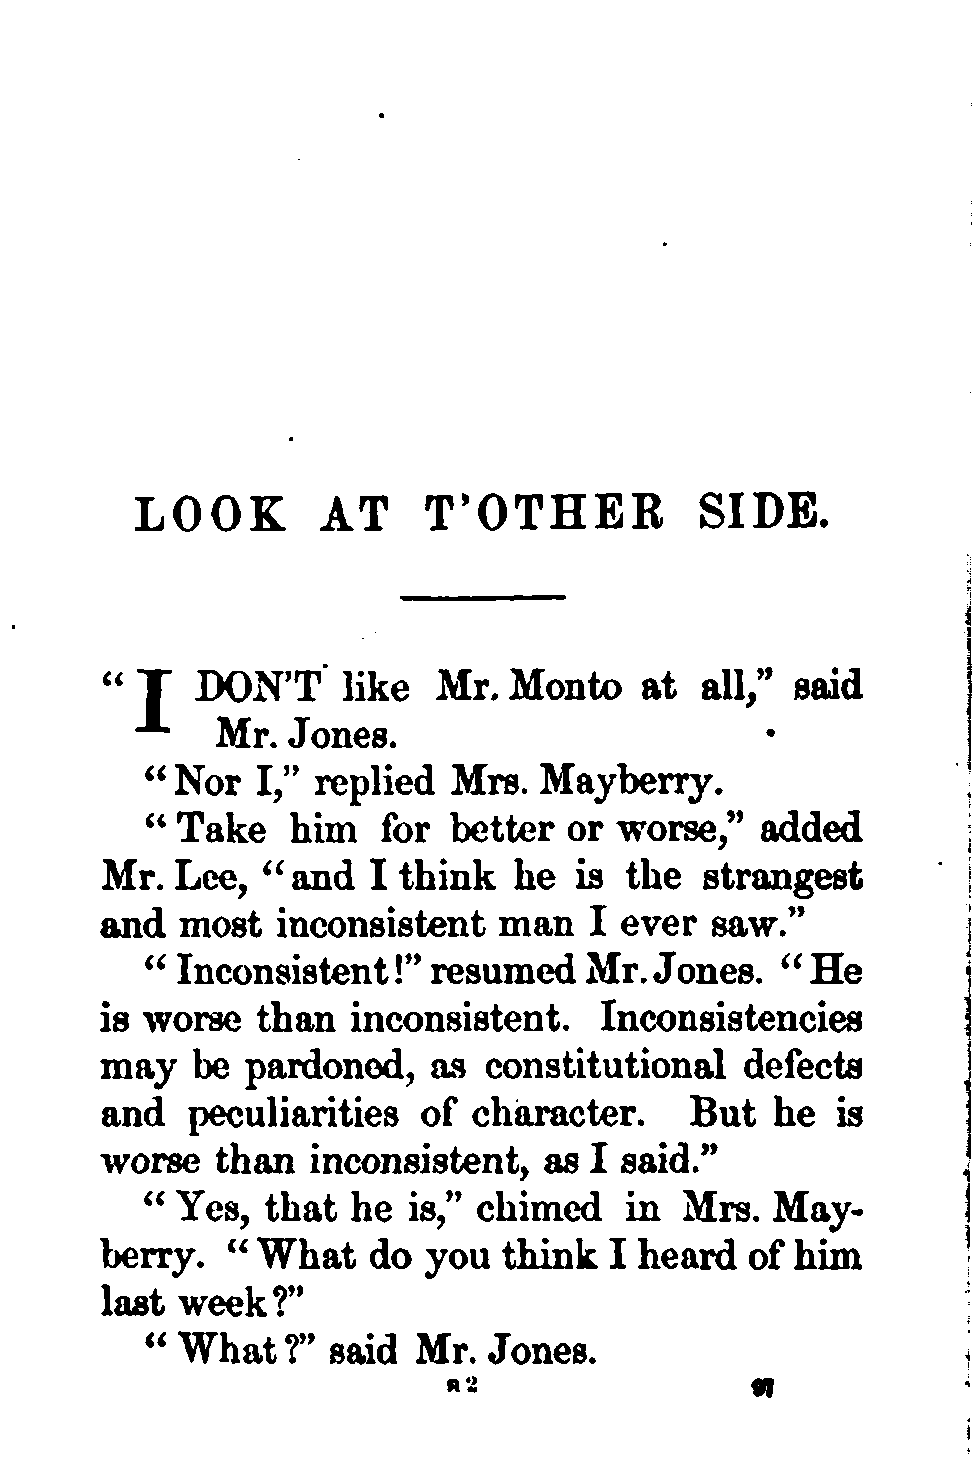 LOOK AT T'OTHER SIDE.
“I DON'T like Mr. Monto at all,” said
Mr. Jones.
“Nor I,” replied Mrs. Mayberry.
“Take him for better or worse,” added
Mr. Lee, “and I think he is the strangest
and most inconsistent man I ever saw.”
“Inconsistent!” resumed Mr. Jones. “He
is worse than inconsistent. Inconsistencies
may be pardoned, as constitutional defects
and peculiarities of character. But he is
worse than inconsistent, as I said.”
“Yes, that he is,” chimed in Mrs. May-
berry. “What do you think I heard of him
last week?”
“What?” said Mr. Jones.
97